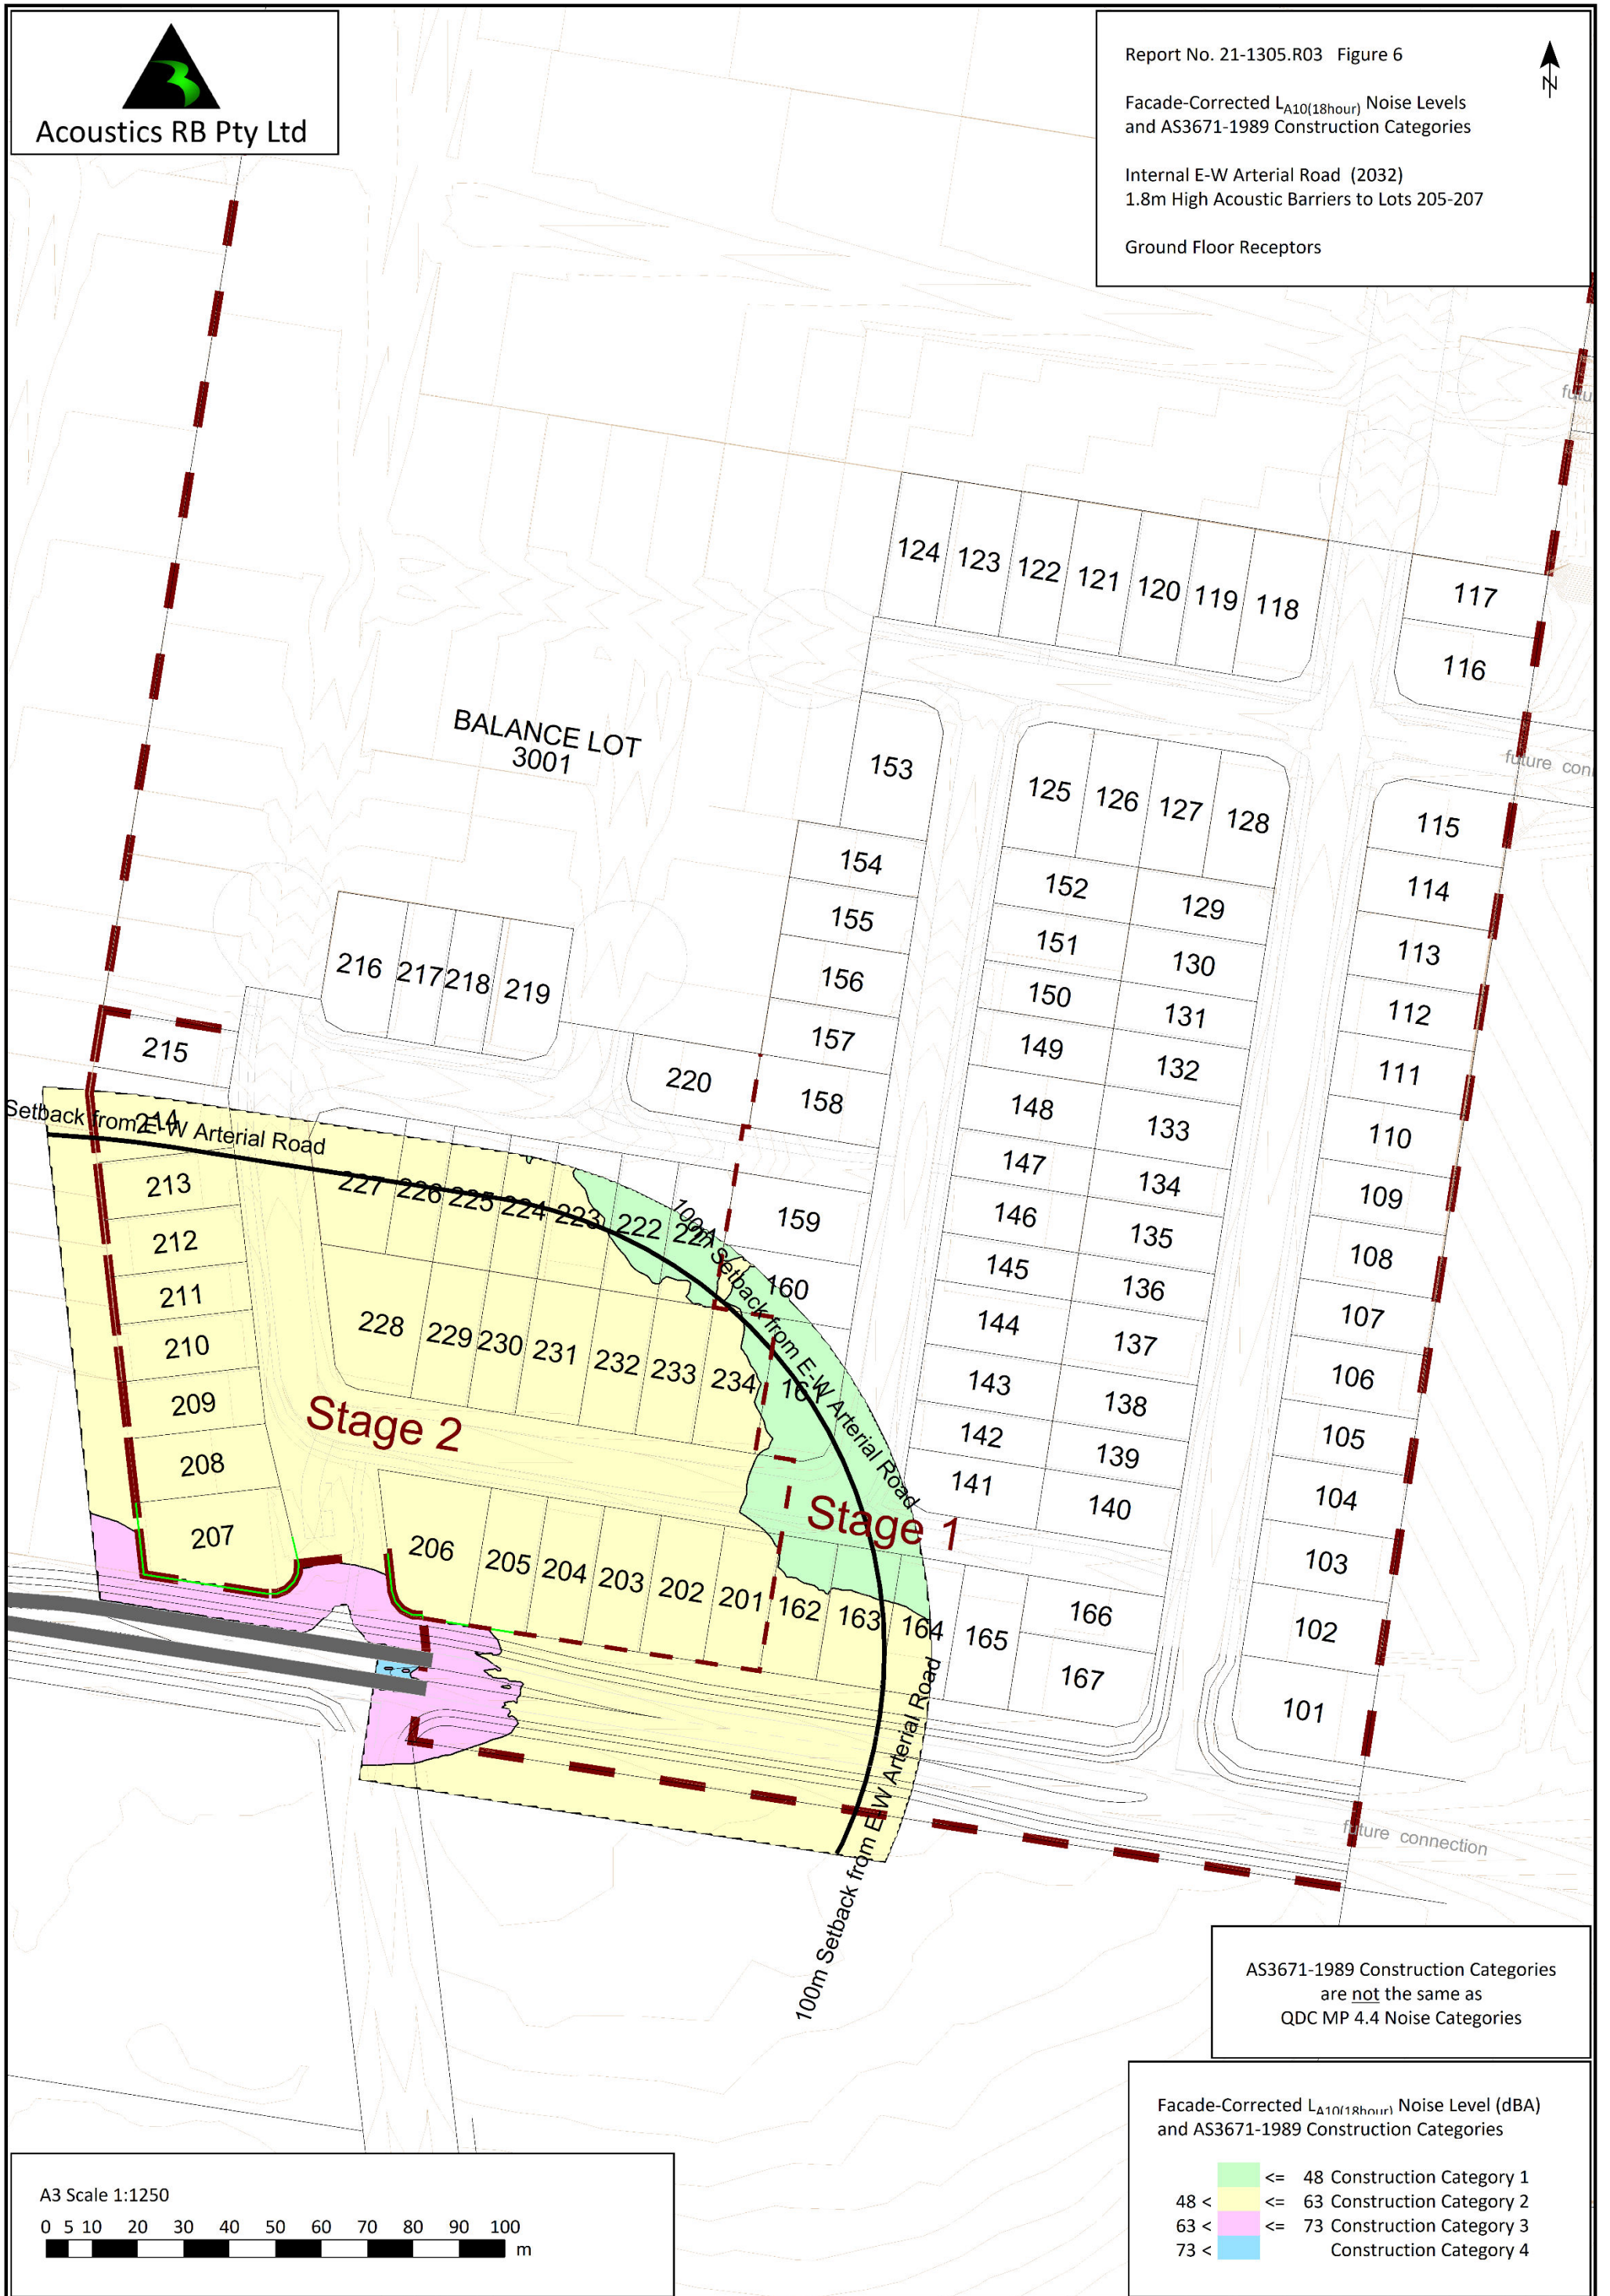 Acoustics RB Pty Ltd
Report No. 21-1305.R03 Figure 6
N
Facade-Corrected LA10(18hour) Noise Levels
and AS3671-1989 Construction Categories
Internal E-W Arterial Road (2032)
1.8m High Acoustic Barriers to Lots 205-207
Ground Floor Receptors
124 123 122 121 120 119 118
117
116
future con
BALANCE LOT
3001
153
125 126 127 128
115
154
152
129
114
155
151
130
113
156
150
131
112
216 217 218 219
157
149
132
111
215
220
158
148
133
110
214
Setback from E-W Arterial Road
213
227 226 225 224 223 222 221
159
147
134
109
212
146
135
108
160
211
145
136
107
228 229 230 231 232 233 234
161
144
137
106
210
100m Setback from E-W Arterial Road
209
143
138
105
Stage 2
208
142
139
104
141
140
Stage 1
207
206 205 204 203 202 201 162 163 164 165
166
167
103
102
101
100m Setback from E-W Arterial Road
future connection
AS3671-1989 Construction Categories
are not the same as
QDC MP 4.4 Noise Categories
Facade-Corrected LA10(18hour) Noise Level (dBA)
and AS3671-1989 Construction Categories
<= 48 Construction Category 1
48 < <= 63 Construction Category 2
63 < <= 73 Construction Category 3
73 < Construction Category 4
A3 Scale 1:1250
0 5 10 20 30 40 50 60 70 80 90 100
m